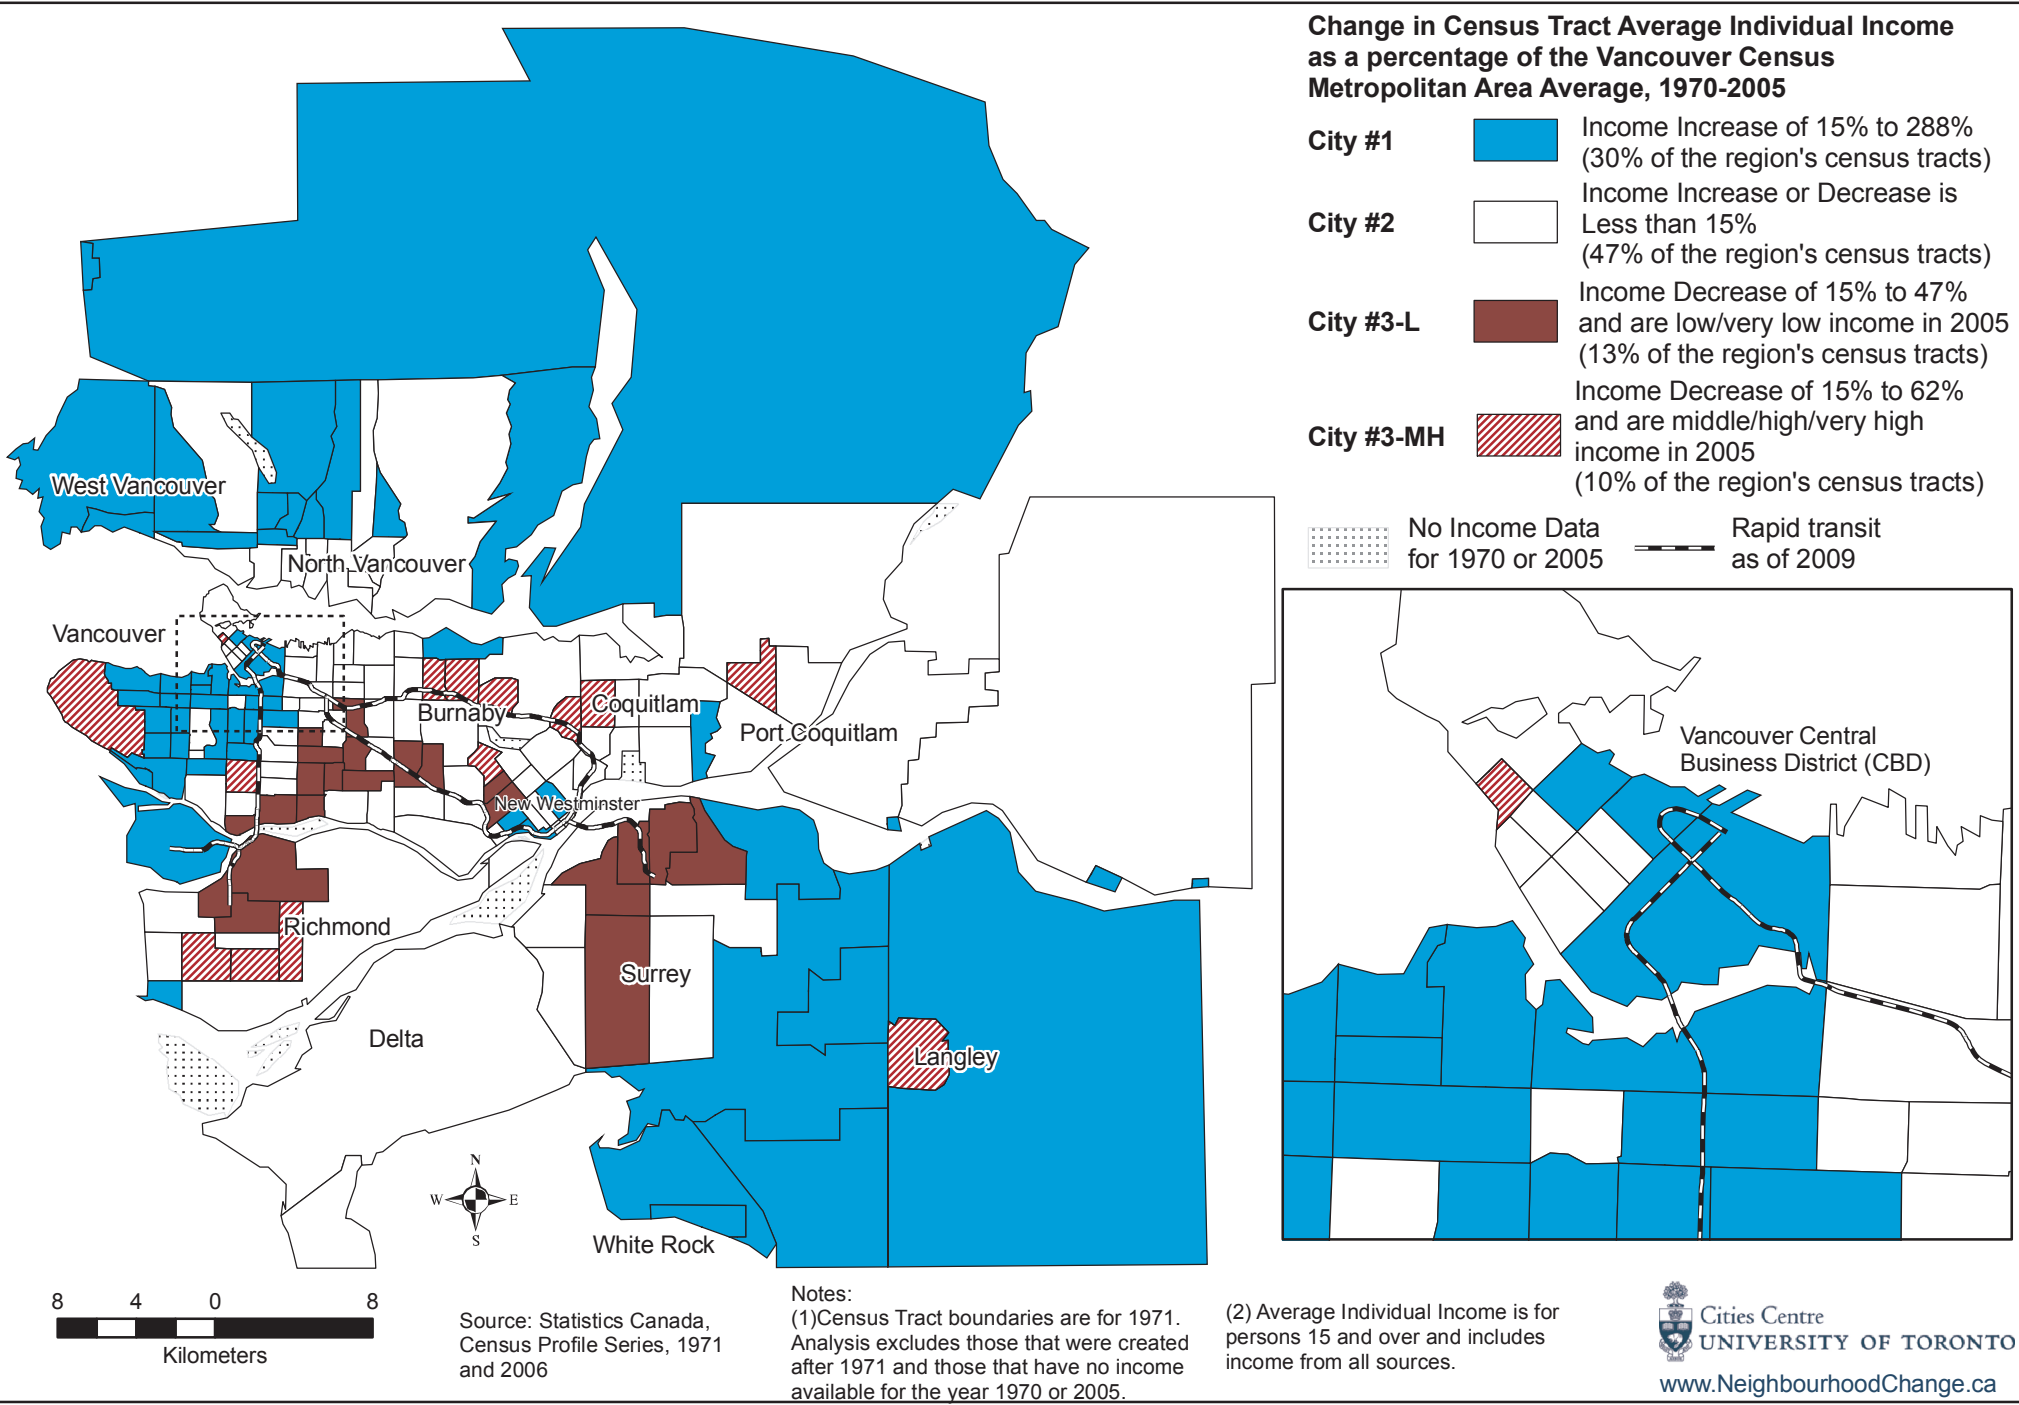 Change in Census Tract Average Individual Income
as a percentage of the Vancouver Census
Metropolitan Area Average, 1970-2005
City #1
Income Increase of 15% to 288%
(30% of the region's census tracts)
City #2
Income Increase or Decrease is
Less than 15%
(47% of the region's census tracts)
City #3-L
Income Decrease of 15% to 47%
and are low/very low income in 2005
(13% of the region's census tracts)
City #3-MH
Income Decrease of 15% to 62%
and are middle/high/very high
income in 2005
(10% of the region's census tracts)
No Income Data
for 1970 or 2005
Rapid transit
as of 2009
West Vancouver
North Vancouver
Vancouver
Burnaby
Coquitlam
Port Coquitlam
New Westminster
Richmond
Surrey
Delta
Langley
White Rock
Vancouver Central
Business District (CBD)
N
W
E
S
8 4 0 8
Kilometers
Source: Statistics Canada,
Census Profile Series, 1971
and 2006
Notes:
(1)Census Tract boundaries are for 1971.
Analysis excludes those that were created
after 1971 and those that have no income
available for the year 1970 or 2005.
(2) Average Individual Income is for
persons 15 and over and includes
income from all sources.
Cities Centre
UNIVERSITY OF TORONTO
www.NeighbourhoodChange.ca